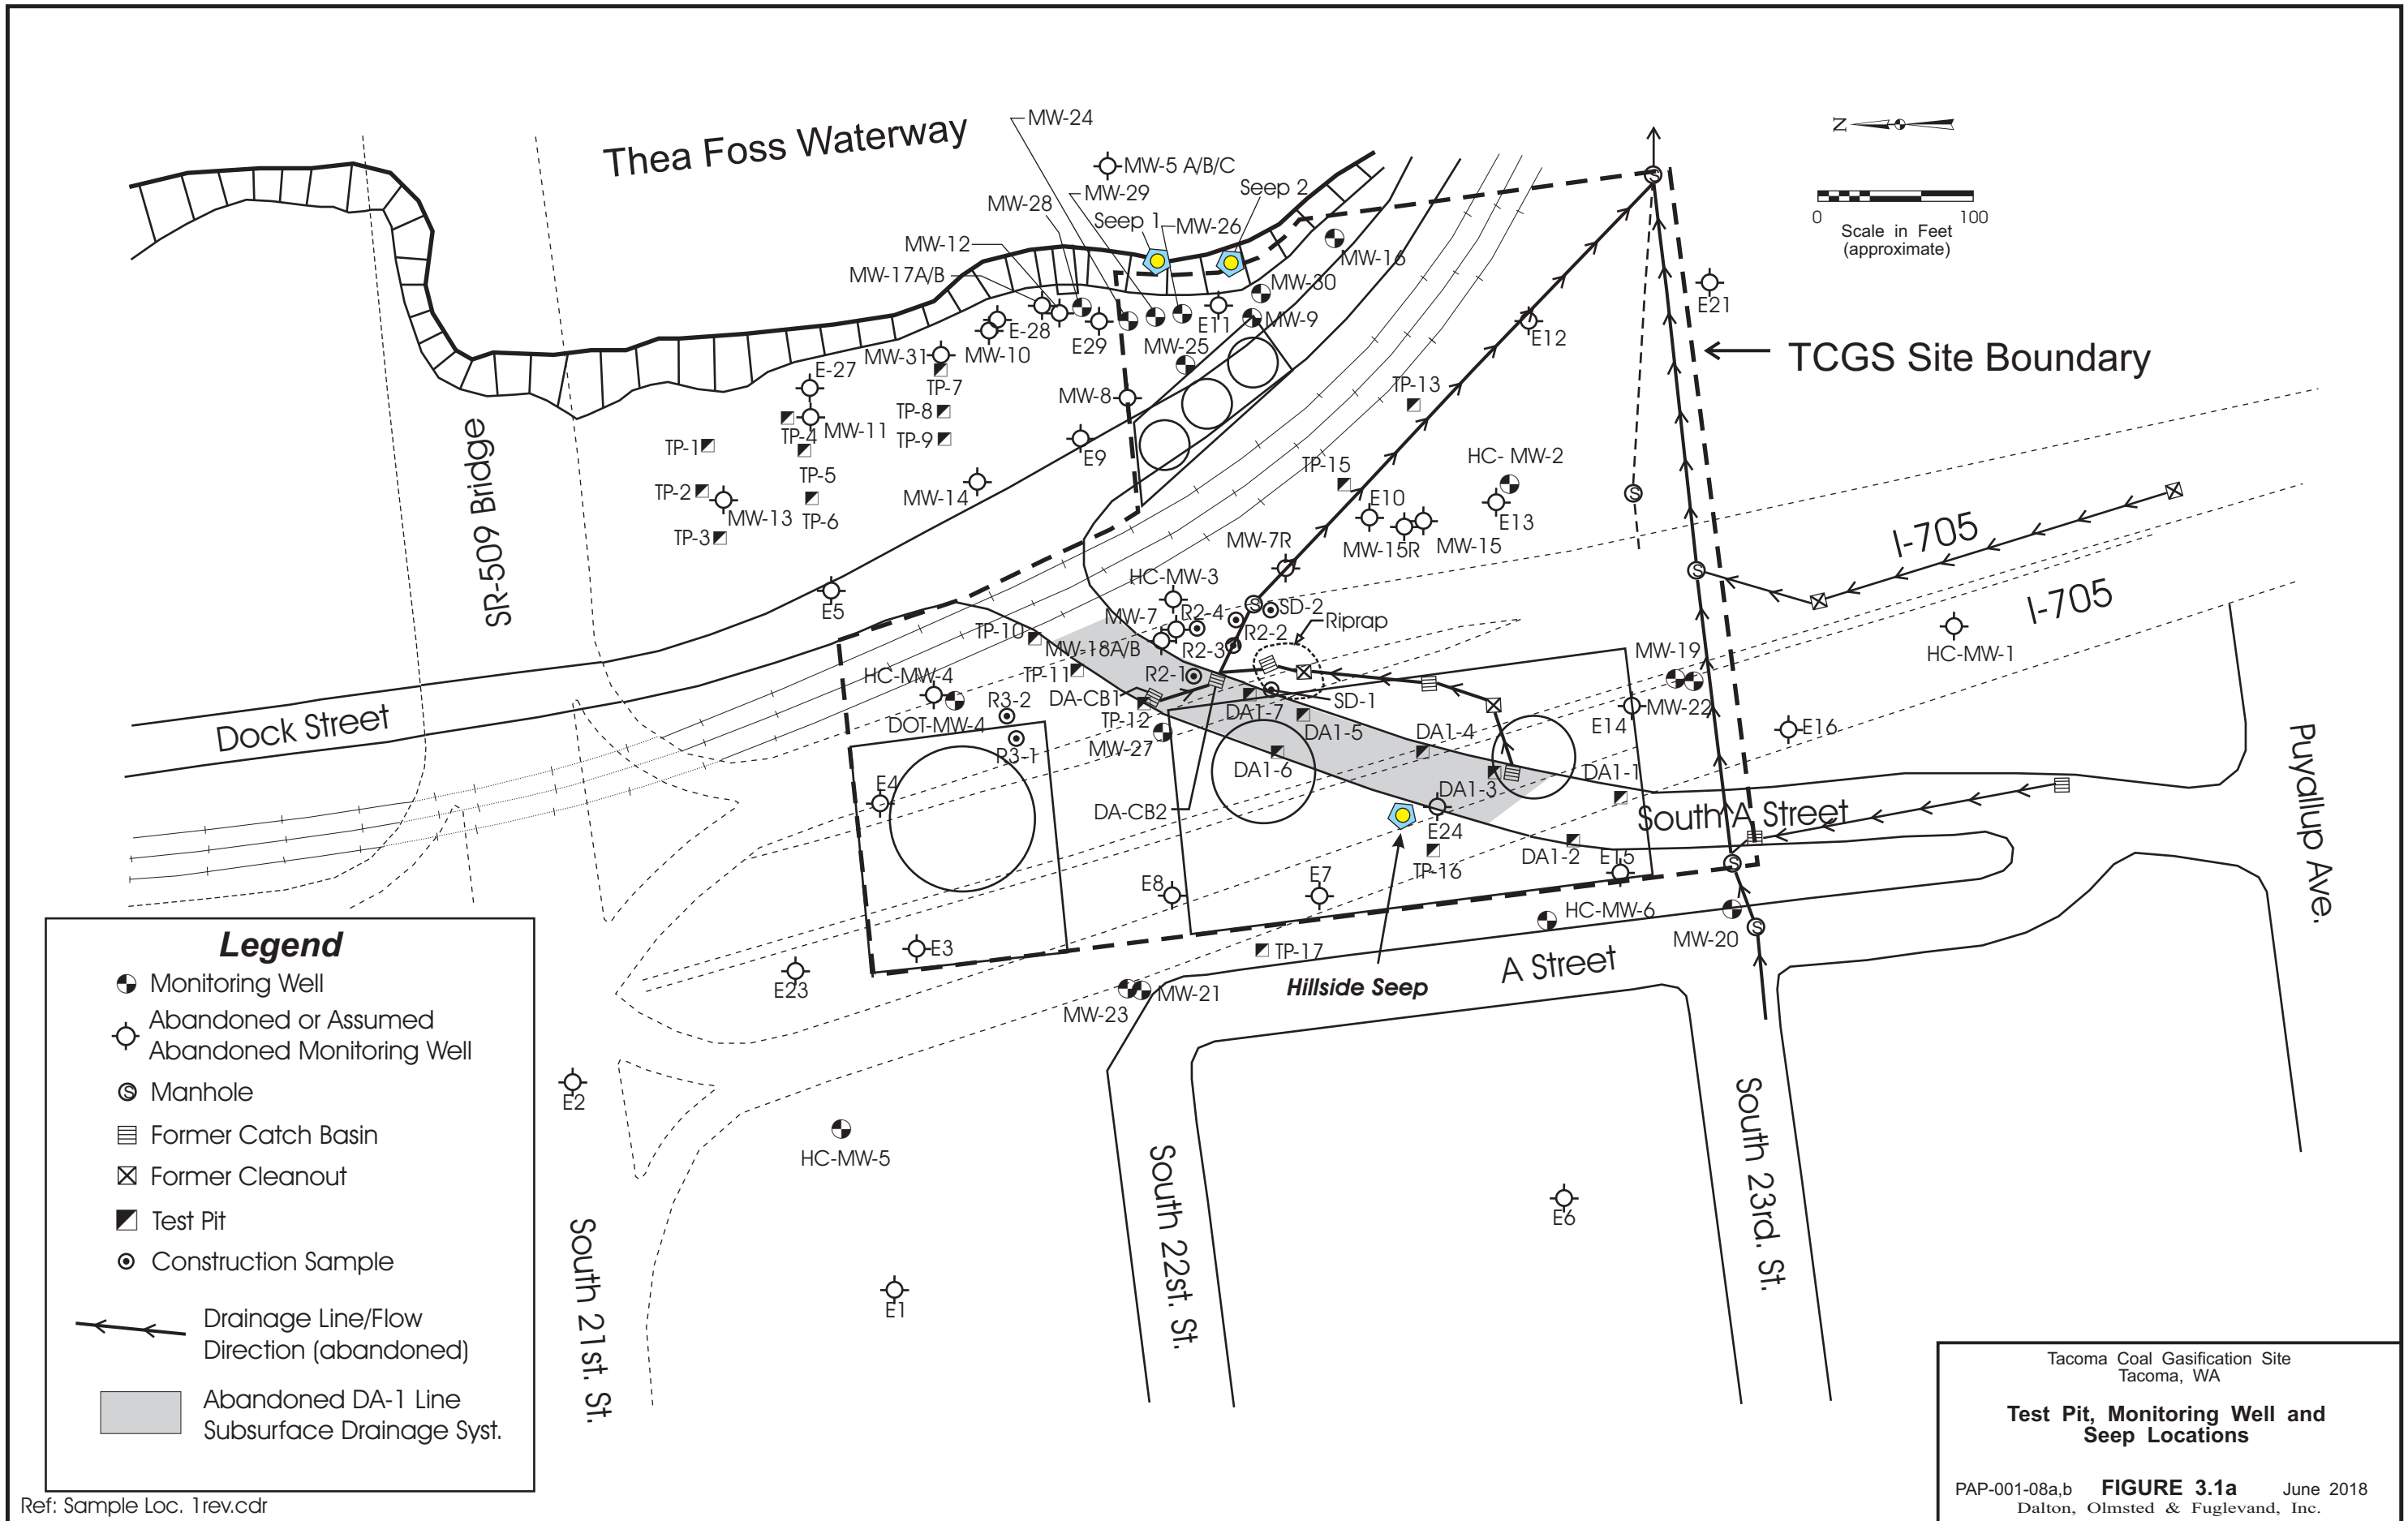 Thea Foss Waterway
MW-24
MW-5 A/B/C
MW-29
Seep 2
MW-28
Seep 1
MW-26
MW-12
MW-17A/B
MW-16
MW-30
N
0
100
Scale in Feet
(approximate)
E21
TCGS Site Boundary
E-28
E11
MW-9
E12
E29
MW-25
MW-31
MW-10
E-27
TP-7
MW-8
TP-13
TP-8
TP-4
MW-11
TP-9
TP-1
E9
TP-5
HC- MW-2
TP-15
TP-2
MW-14
E10
MW-13
TP-6
E13
TP-3
MW-15R
MW-15
MW-7R
SR-509 Bridge
I-705
HC-MW-3
I-705
E5
MW-7
R2-4
SD-2
Riprap
TP-10
R2-2
MW-18A/B
R2-3
MW-19
HC-MW-1
HC-MW-4
TP-11
R2-1
DA-CB1
R3-2
SD-1
MW-22
DOT-MW-4
TP-12
DA1-7
E14
E16
Dock Street
MW-27
DA1-5
DA1-4
R3-1
DA1-6
DA1-1
E4
DA1-3
DA-CB2
South A Street
E24
DA1-2
E15
TP-16
E8
E7
Puyallup Ave.
HC-MW-6
MW-20
E3
TP-17
A Street
E23
Hillside Seep
MW-21
MW-23
E2
HC-MW-5
South 22st. St.
South 23rd. St.
E6
South 21st. St.
E1
Legend
Monitoring Well
Abandoned or Assumed
Abandoned Monitoring Well
S Manhole
Former Catch Basin
Former Cleanout
Test Pit
Construction Sample
Drainage Line/Flow
Direction (abandoned)
Abandoned DA-1 Line
Subsurface Drainage Syst.
Ref: Sample Loc. 1rev.cdr
Tacoma Coal Gasification Site
Tacoma, WA
Test Pit, Monitoring Well and
Seep Locations
PAP-001-08a,b FIGURE 3.1a June 2018
Dalton, Olmsted & Fuglevand, Inc.